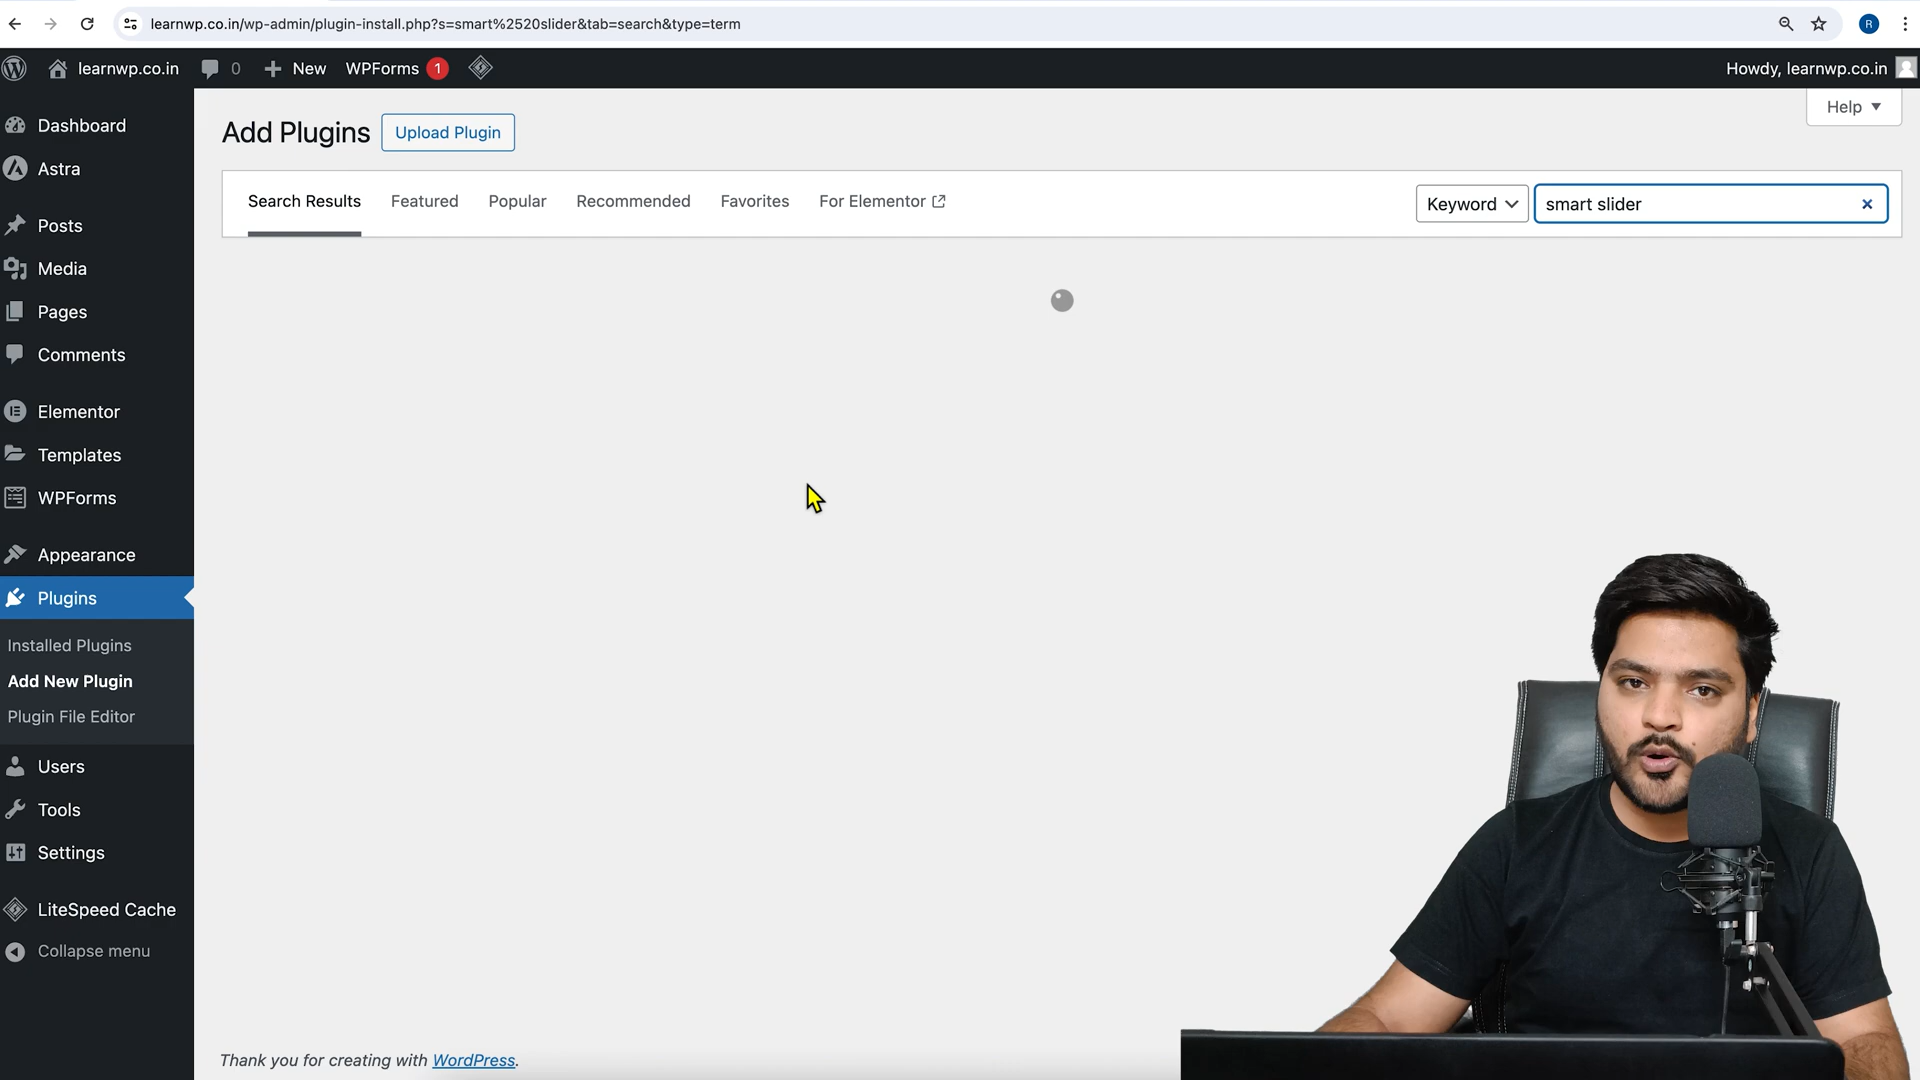 learnwp.co.in/wp-admin/plugin-install.php?s=smart%2520slider&tab=search&type=term
R
learnwp.co.in
0
New
WPForms 1
Howdy, learnwp.co.in
Help
Dashboard
Astra
Posts
Media
Pages
Comments
Elementor
Templates
WPForms
Appearance
Plugins
Installed Plugins
Add New Plugin
Plugin File Editor
Users
Tools
Settings
LiteSpeed Cache
Collapse menu
Add Plugins
Upload Plugin
Search Results
Featured
Popular
Recommended
Favorites
For Elementor
Keyword
smart slider
Thank you for creating with WordPress.